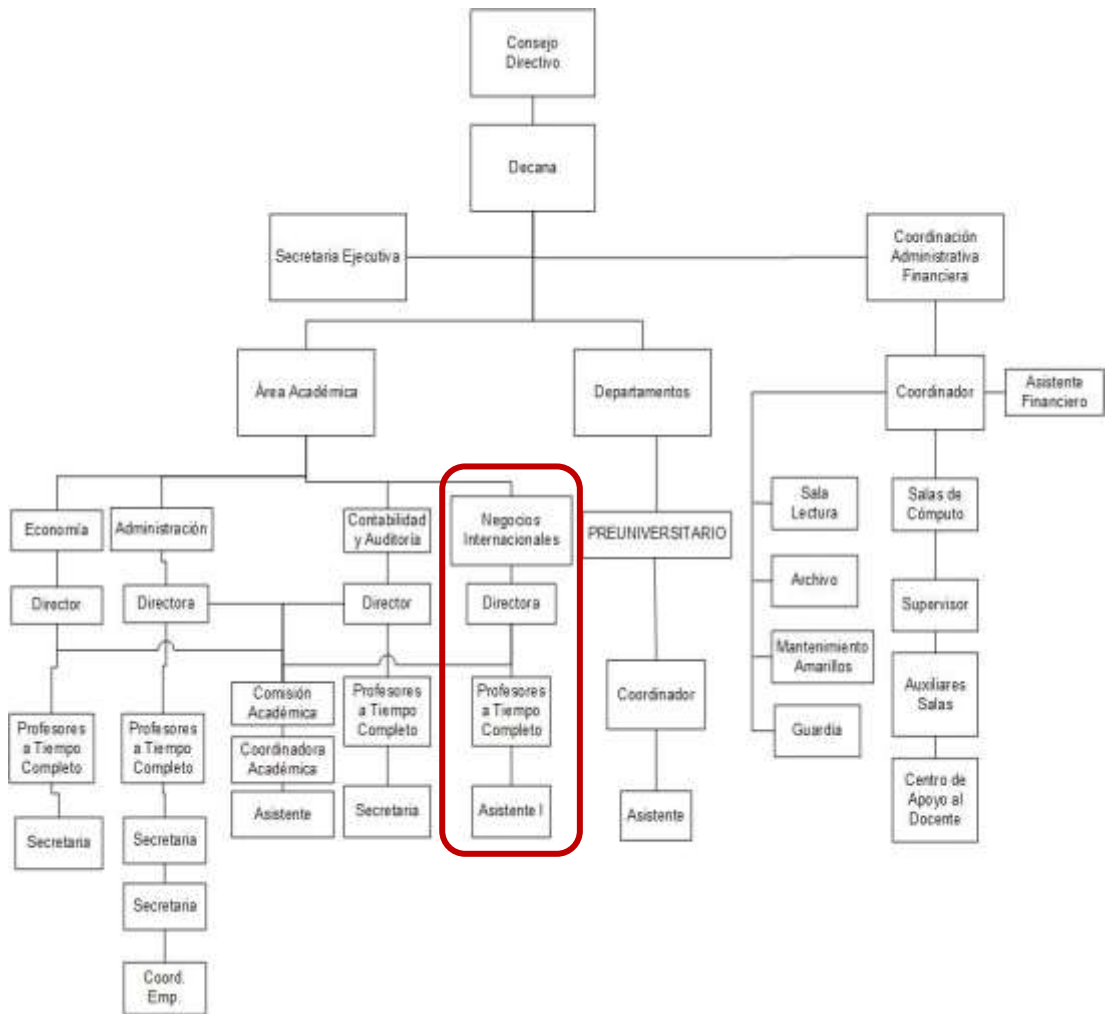 Consejo
Directivo
Decana
Secretaria Ejecutiva
Coordinación
Administrativa
Financiera
Área Académica
Departamentos
Coordinador
Asistente
Financiero
Economía
Administración
Contabilidad
y Auditoría
Negocios
Internacionales
PREUNIVERSITARIO
Sala
Lectura
Salas de
Cómputo
Director
Directora
Director
Directora
Archivo
Supervisor
Comisión
Académica
Profesores
a Tiempo
Completo
Profesores
a Tiempo
Completo
Coordinador
Mantenimiento
Amarillos
Auxiliares
Salas
Profesores
a Tiempo
Completo
Profesores
a Tiempo
Completo
Coordinadora
Académica
Guardia
Asistente
Secretaria
Asistente I
Asistente
Centro de
Apoyo al
Docente
Secretaria
Secretaria
Secretaria
Coord.
Emp.